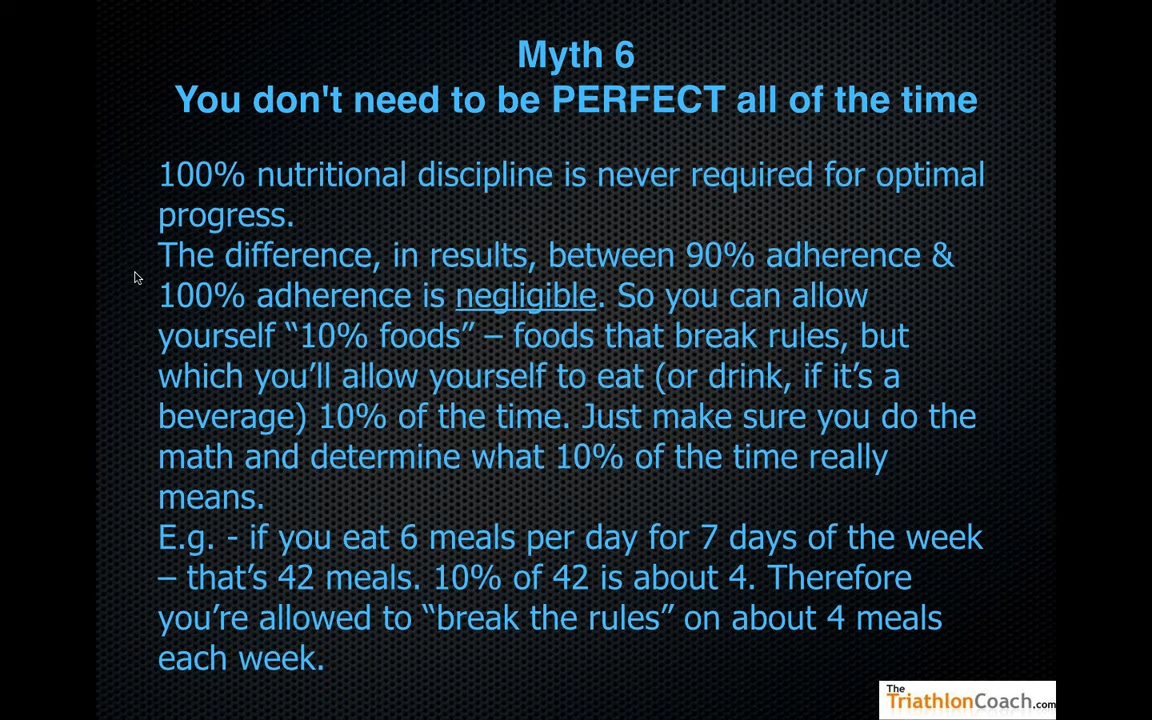 Myth 6
You don't need to be PERFECT all of the time
100% nutritional discipline is never required for optimal
progress.
The difference, in results, between 90% adherence &
100% adherence is negligible. So you can allow
yourself “10% foods” – foods that break rules, but
which you’ll allow yourself to eat (or drink, if it’s a
beverage) 10% of the time. Just make sure you do the
math and determine what 10% of the time really
means.
E.g. - if you eat 6 meals per day for 7 days of the week
– that’s 42 meals. 10% of 42 is about 4. Therefore
you’re allowed to “break the rules” on about 4 meals
each week.
The
TriathlonCoach.com